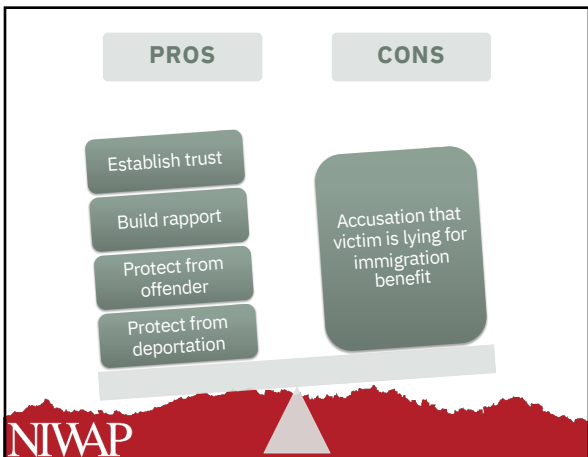 PROS
CONS
Establish trust
Build rapport
Protect from
offender
Protect from
deportation
Accusation that
victim is lying for
immigration
benefit
NIWAP